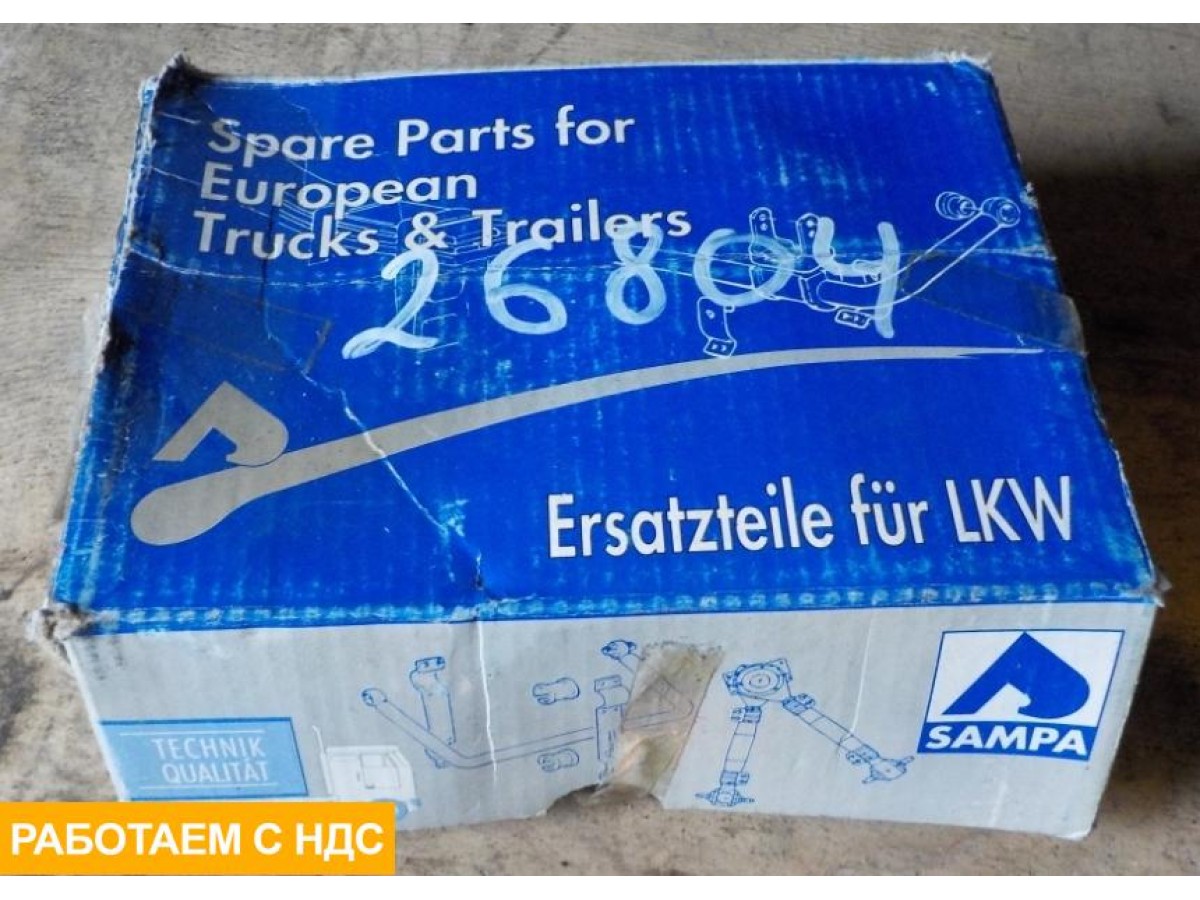 Spare Parts for
European
Trucks & Trailers
26804
Ersatzteile für LKW
SAMPA
TECHNIK
QUALITÄT
РАБОТАЕМ С НДС